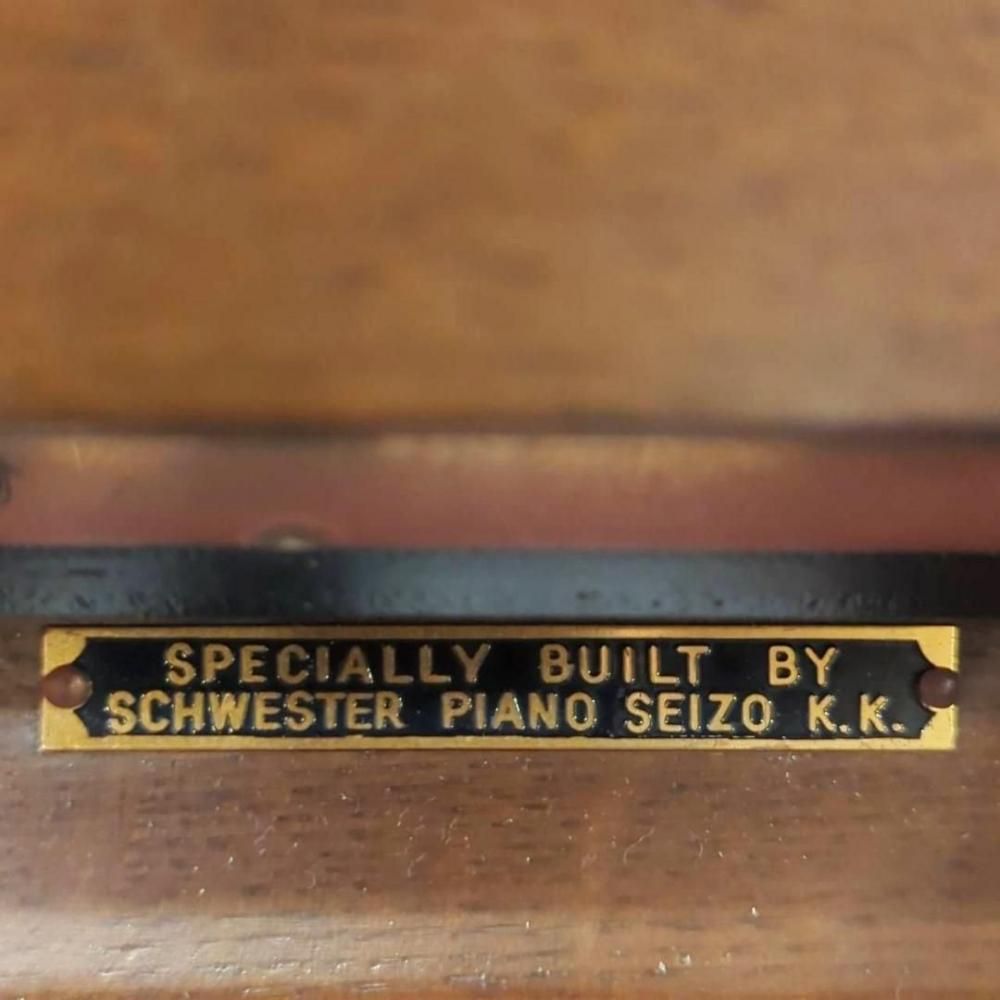 SPECIALLY BUILT BY
SCHWESTER PIANO SEIZO K.K.